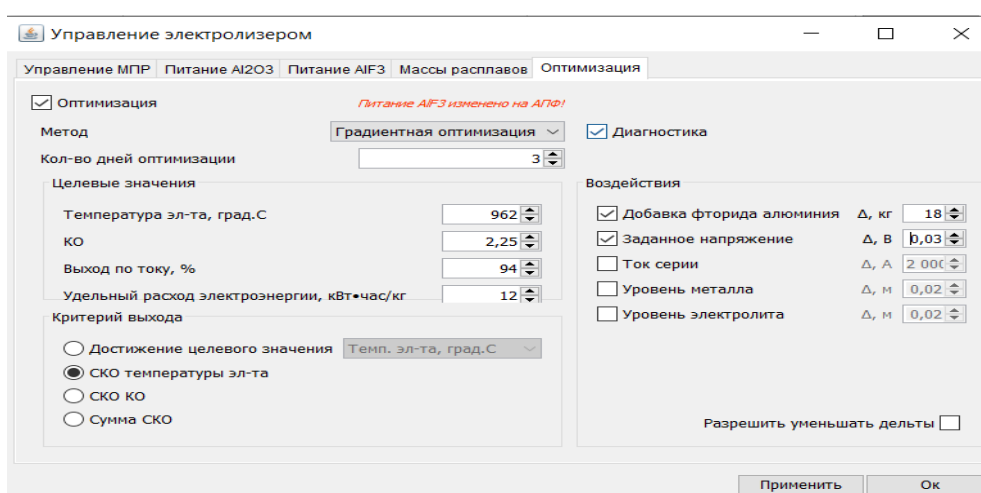 Управление электролизером
Управление МПР Питание Al2O3 Питание AlF3 Массы расплавов Оптимизация
Оптимизация Питание AlF3 изменено на АПФ!
Метод Градиентная оптимизация Диагностика
Кол-во дней оптимизации 3
Целевые значения Воздействия
Температура эл-та, град.С 962 Добавка фторида алюминия Δ, кг 18
КО 2,25 Заданное напряжение Δ, В 0,03
Выход по току, % 94 Ток серии Δ, А 2 00
Удельный расход электроэнергии, кВт•час/кг 12 Уровень металла Δ, м 0,02
Критерий выхода Уровень электролита Δ, м 0,02
Достижение целевого значения Темп. эл-та, град.С
СКО температуры эл-та
СКО КО
Сумма СКО Разрешить уменьшать дельты
Применить Ок